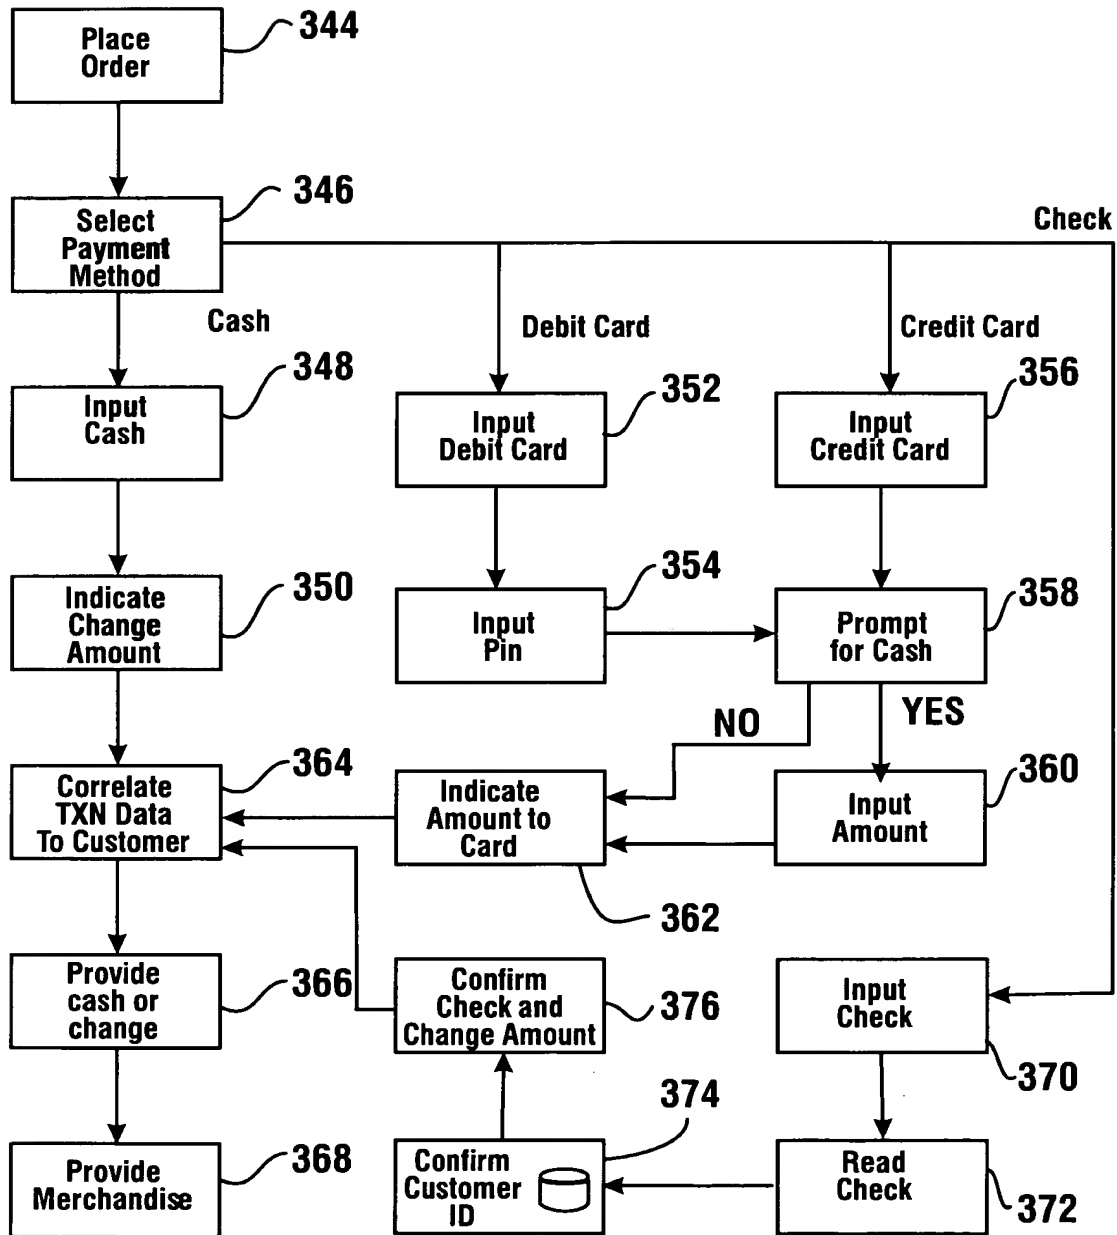 Place
Order
344
Select
Payment
Method
346
Check
Cash
Debit Card
Credit Card
Input
Cash
348
Input
Debit Card
352
Input
Credit Card
356
Indicate
Change
Amount
350
Input
Pin
354
Prompt
for Cash
358
NO
YES
Correlate
TXN Data
To Customer
364
Indicate
Amount to
Card
362
Input
Amount
360
Provide
cash or
change
366
Confirm
Check and
Change Amount
376
Input
Check
370
Provide
Merchandise
368
Confirm
Customer
ID
374
Read
Check
372